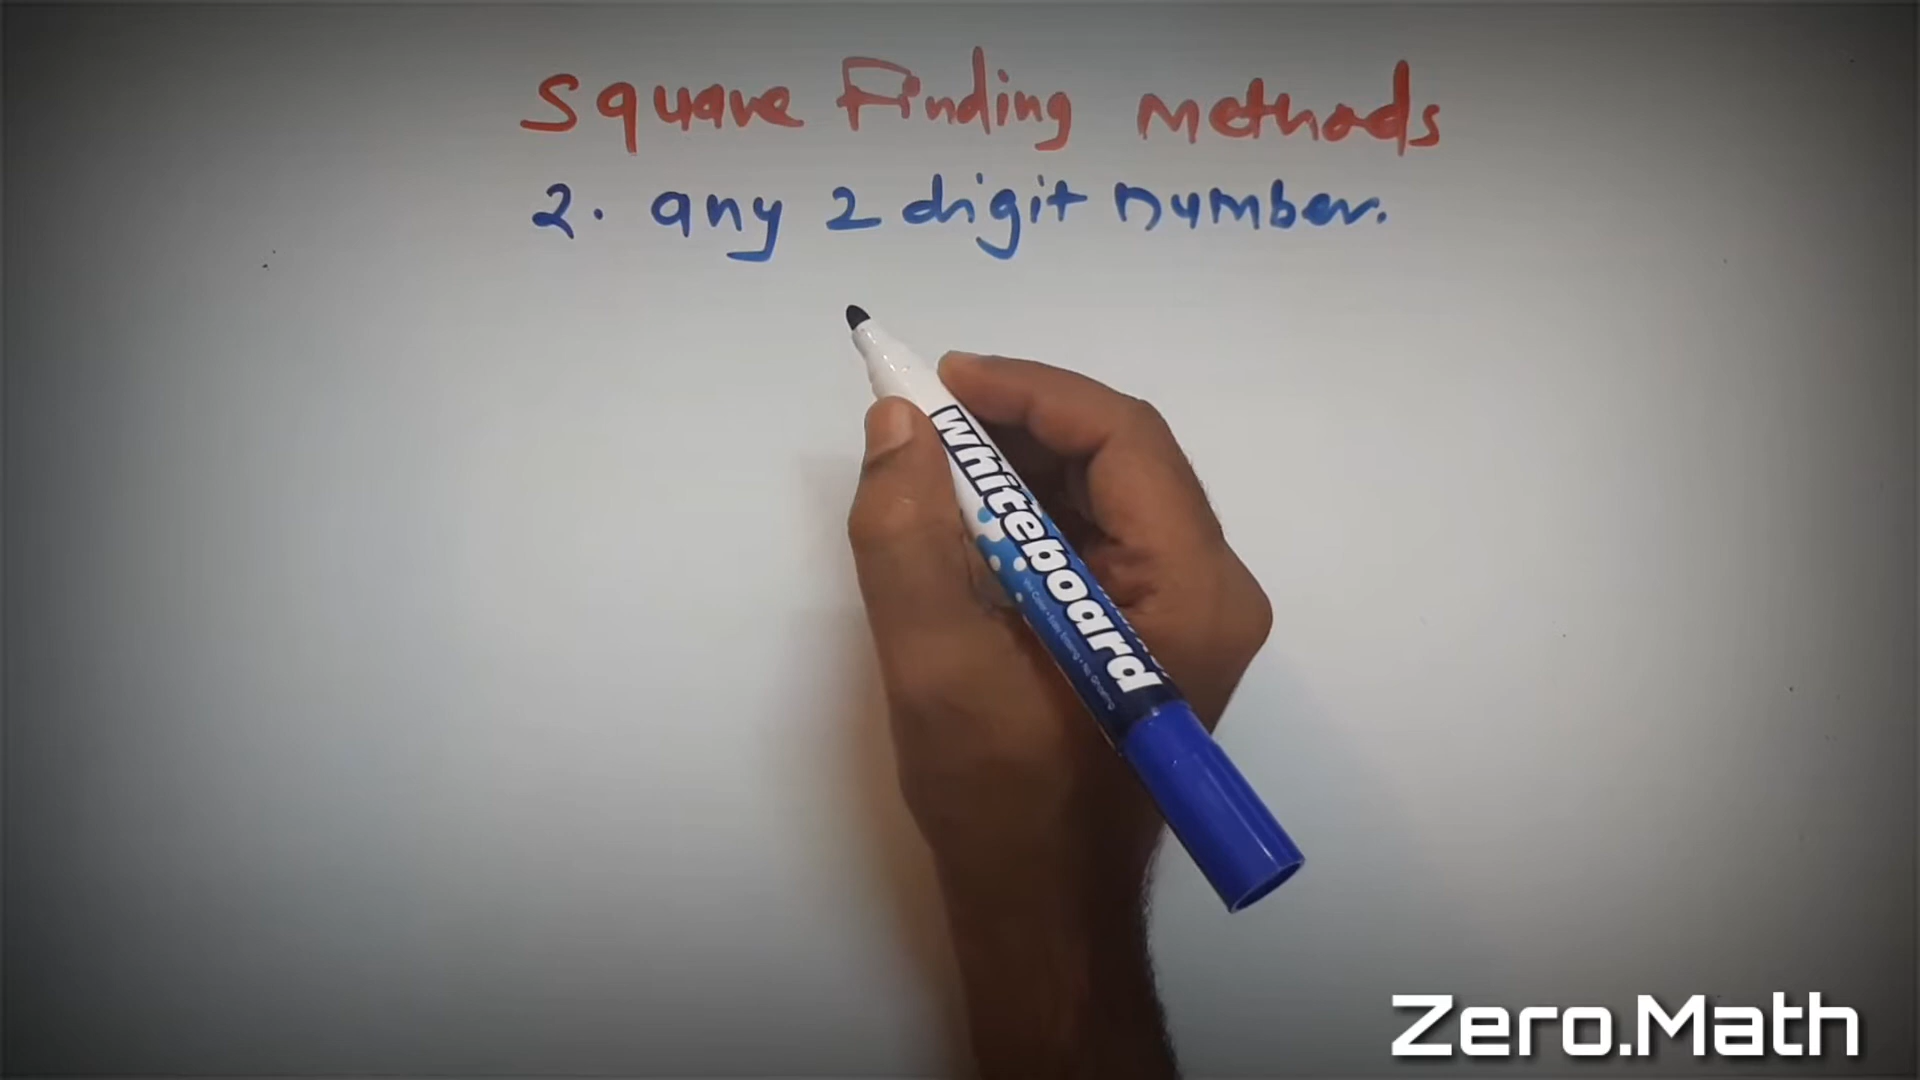 Square Finding Methods
2. any 2 digit number.
Whiteboard
Zero.Math